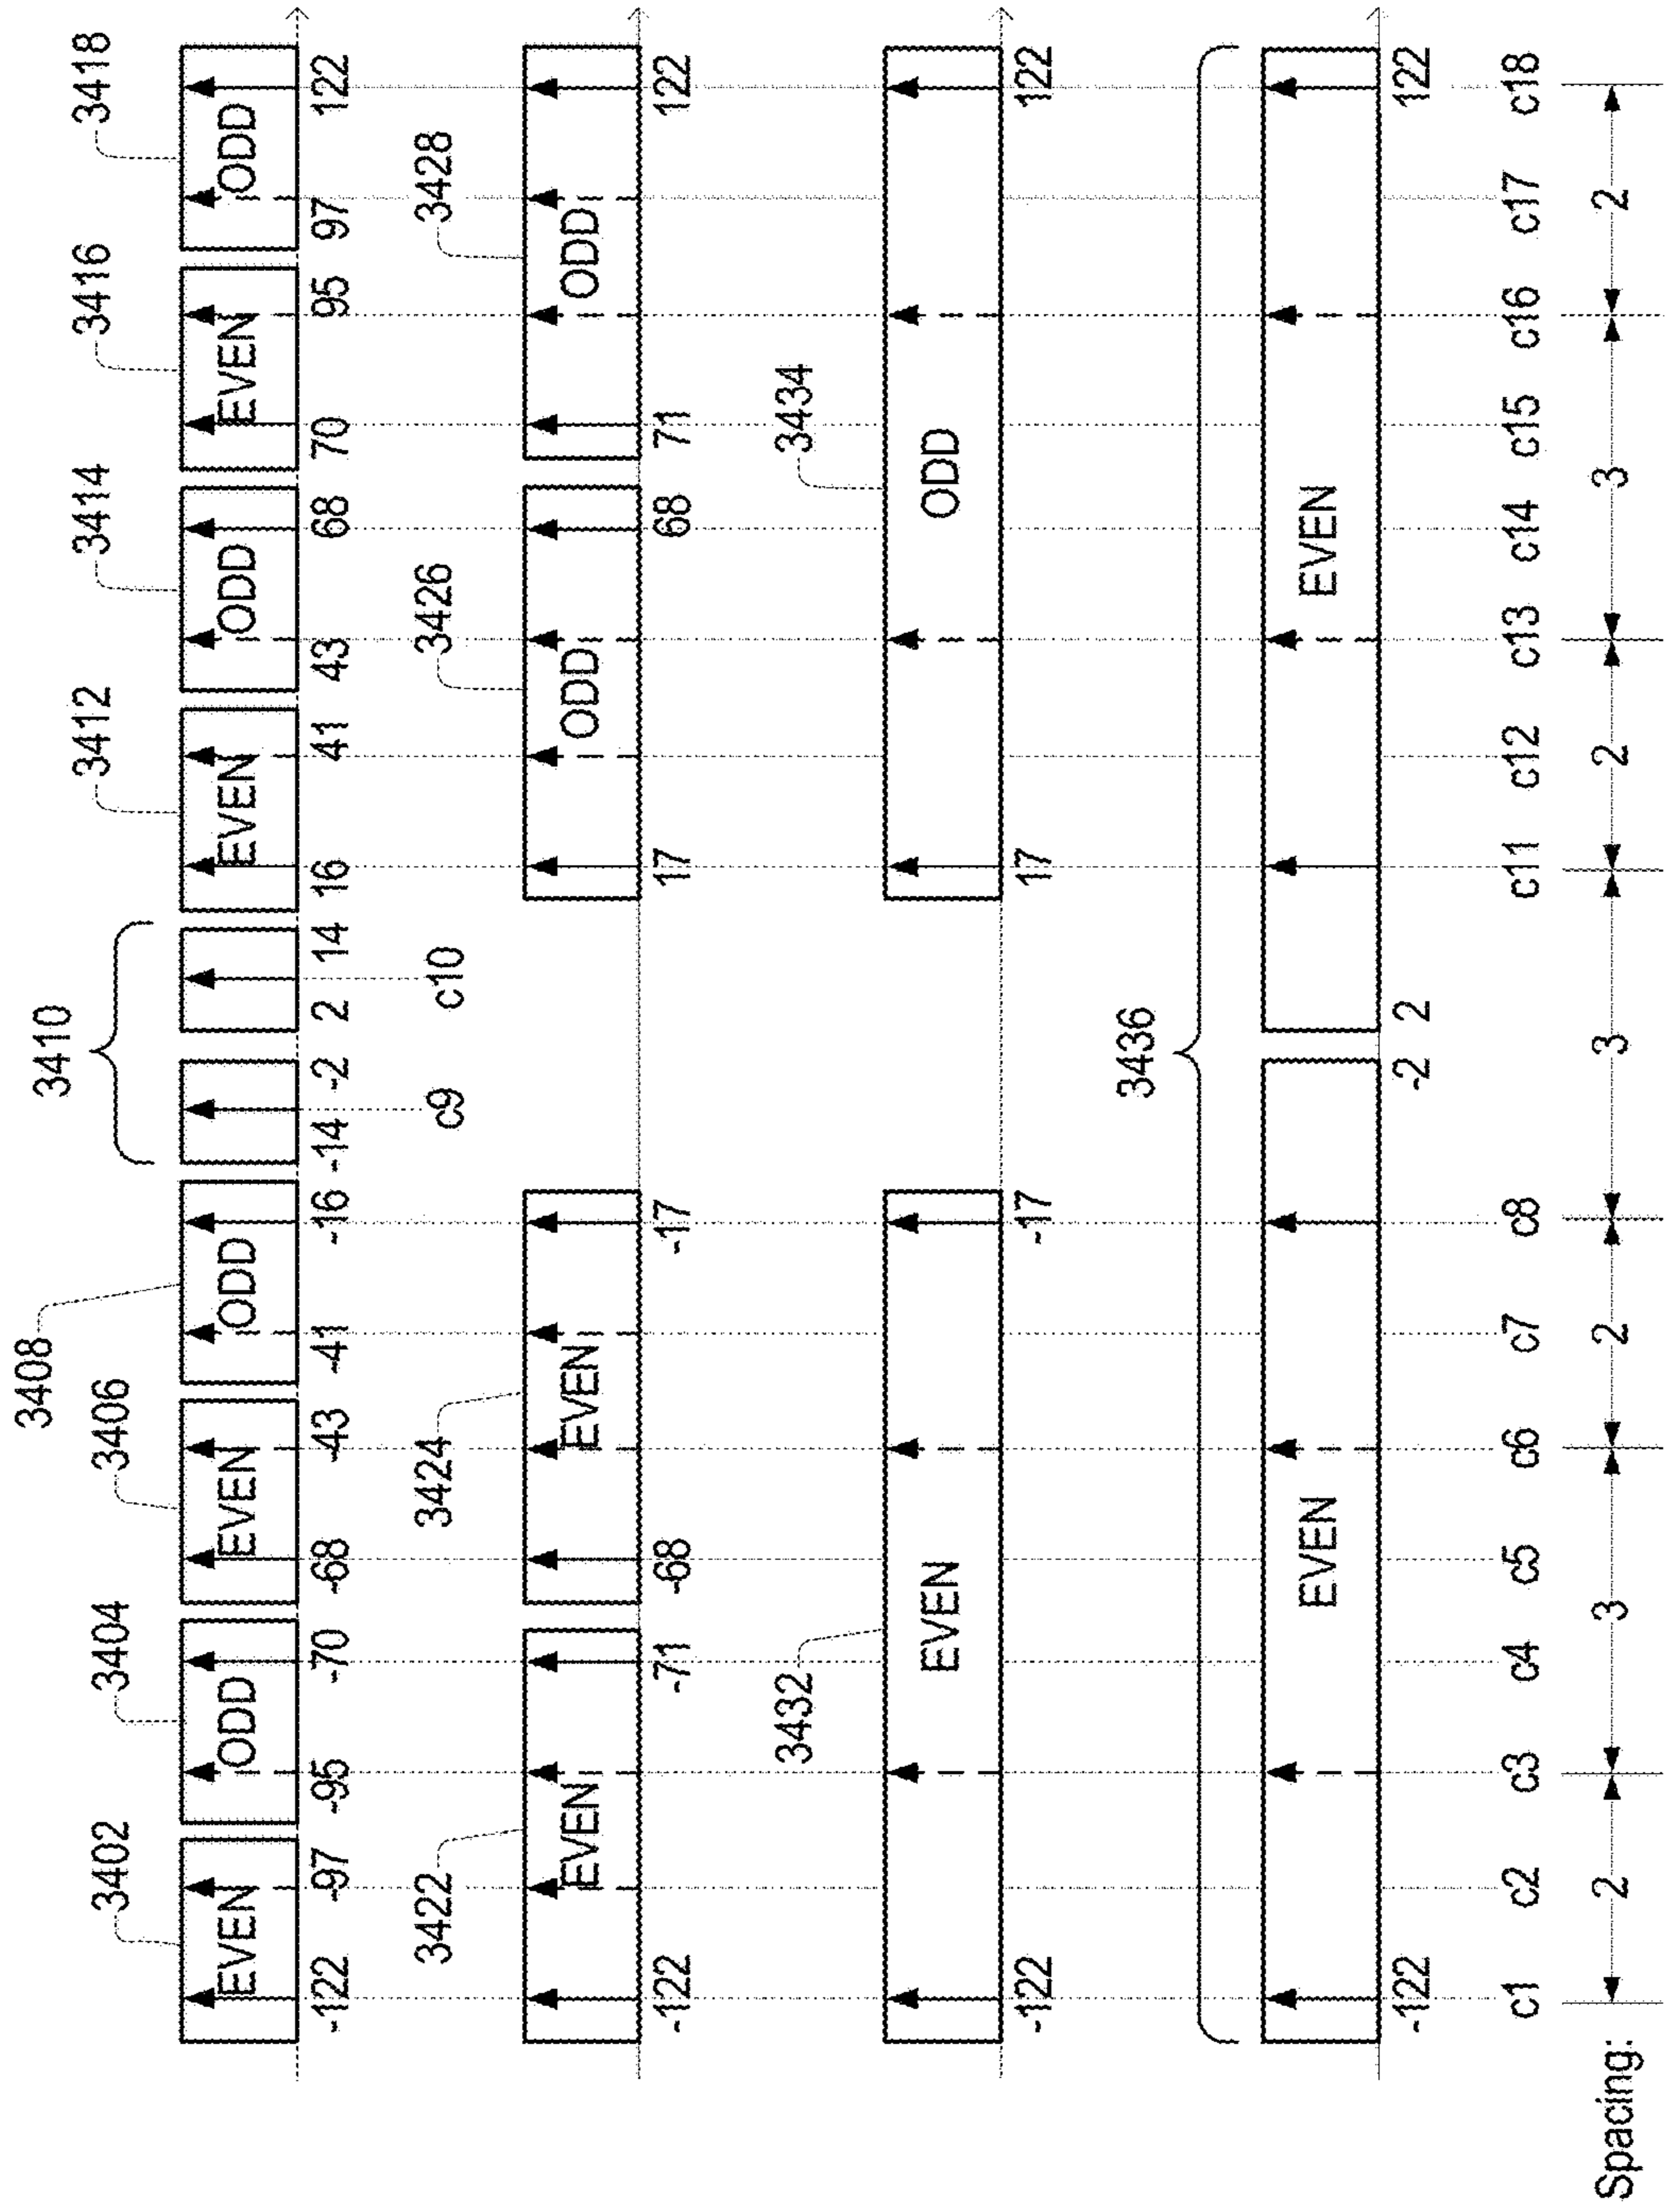 3410
3402 3404 3406 3408 3412 3414 3416 3418
EVEN ODD EVEN ODD EVEN ODD EVEN ODD
-122 -97 -95 -70 -68 -43 -41 -16 -14 -2 2 14 16 41 43 68 70 95 97 122
3422 3424 c9 c10 3426 3428
EVEN EVEN ODD ODD
-122 -71 -68 -17 17 68 71 122
3432 3434
EVEN ODD
-122 -17 17 122
3436
EVEN EVEN
-122 -2 2 122
c1 c2 c3 c4 c5 c6 c7 c8 c11 c12 c13 c14 c15 c16 c17 c18
Spacing: 2 3 2 3 2 3 2